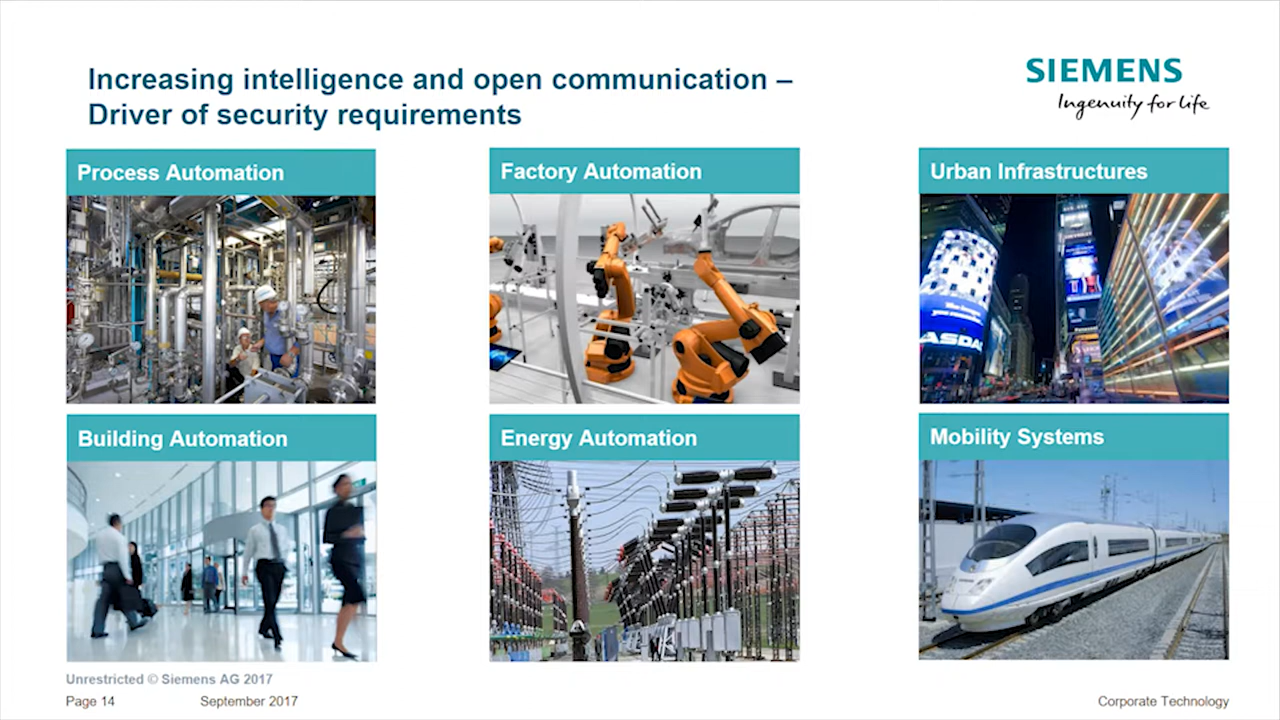 Increasing intelligence and open communication –
Driver of security requirements
SIEMENS
Ingenuity for life
Process Automation
Factory Automation
Urban Infrastructures
ASDA
Building Automation
Energy Automation
Mobility Systems
Unrestricted © Siemens AG 2017
Page 14
September 2017
Corporate Technology